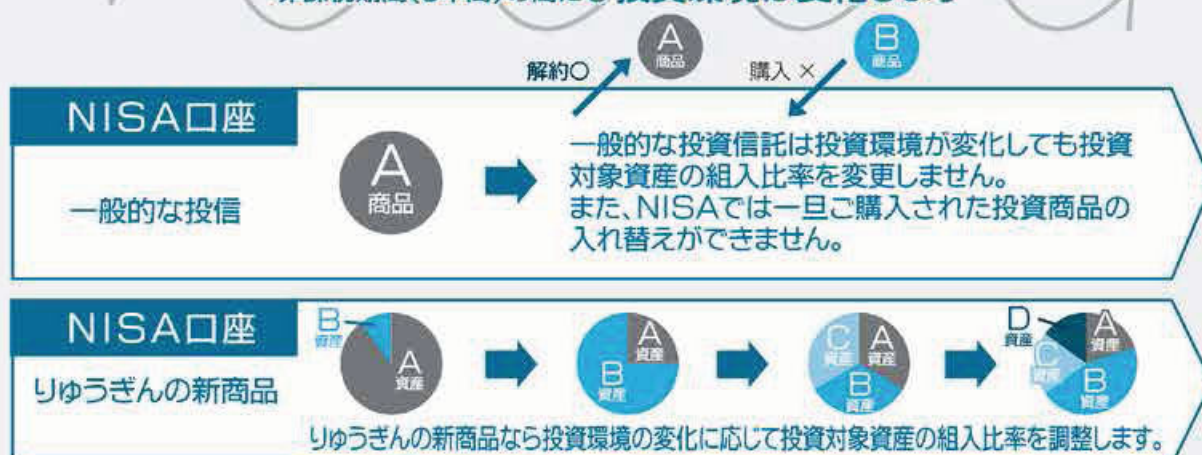 A
商品
B
商品
解約〇
購入 ×
NISA口座
一般的な投信
A
商品
一般的な投資信託は投資環境が変化しても投資
対象資産の組入比率を変更しません。
また、NISAでは一旦ご購入された投資商品の
入れ替えができません。
NISA口座
りゅうぎんの新商品
B
資産
A
資産
A
資産
B
資産
C
資産
A
資産
B
資産
D
資産
A
資産
C
資産
B
資産
りゅうぎんの新商品なら投資環境の変化に応じて投資対象資産の組入比率を調整します。